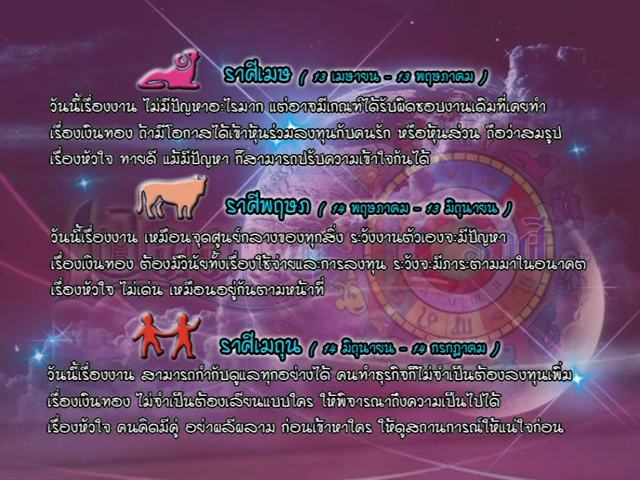 ราศีเมษ ( 13 เมษายน - 13 พฤษภาคม )
วันนี้เรื่องงาน ไม่มีปัญหาอะไรมาก แต่อาจมีเกณฑ์ได้รับผิดชอบงานเดิมที่เคยทำ
เรื่องเงินทอง ถ้ามีโอกาสได้เข้าหุ้นร่วมลงทุนกับคนรัก หรือหุ้นส่วน ถือว่าสมรูป
เรื่องหัวใจ ทายดี แม้มีปัญหา ก็สามารถปรับความเข้าใจกันได้
ราศีพฤษภ ( 14 พฤษภาคม - 13 มิถุนายน )
วันนี้เรื่องงาน เหมือนจุดศูนย์กลางของทุกสิ่ง ระวังงานตัวเองจะมีปัญหา
เรื่องเงินทอง ต้องมีวินัยทั้งเรื่องใช้จ่ายและการลงทุน ระวังจะมีภาระตามมาในอนาคต
เรื่องหัวใจ ไม่เด่น เหมือนอยู่กันตามหน้าที่
ราศีเมถุน ( 14 มิถุนายน - 14 กรกฎาคม )
วันนี้เรื่องงาน สามารถกำกับดูแลทุกอย่างได้ คนทำธุรกิจก็ไม่จำเป็นต้องลงทุนเพิ่ม
เรื่องเงินทอง ไม่จำเป็นต้องเลียนแบบใคร ให้พิจารณาถึงความเป็นไปได้
เรื่องหัวใจ คนคิดมีคู่ อย่าผลีผลาม ก่อนเข้าหาใคร ให้ดูสถานการณ์ให้แน่ใจก่อน